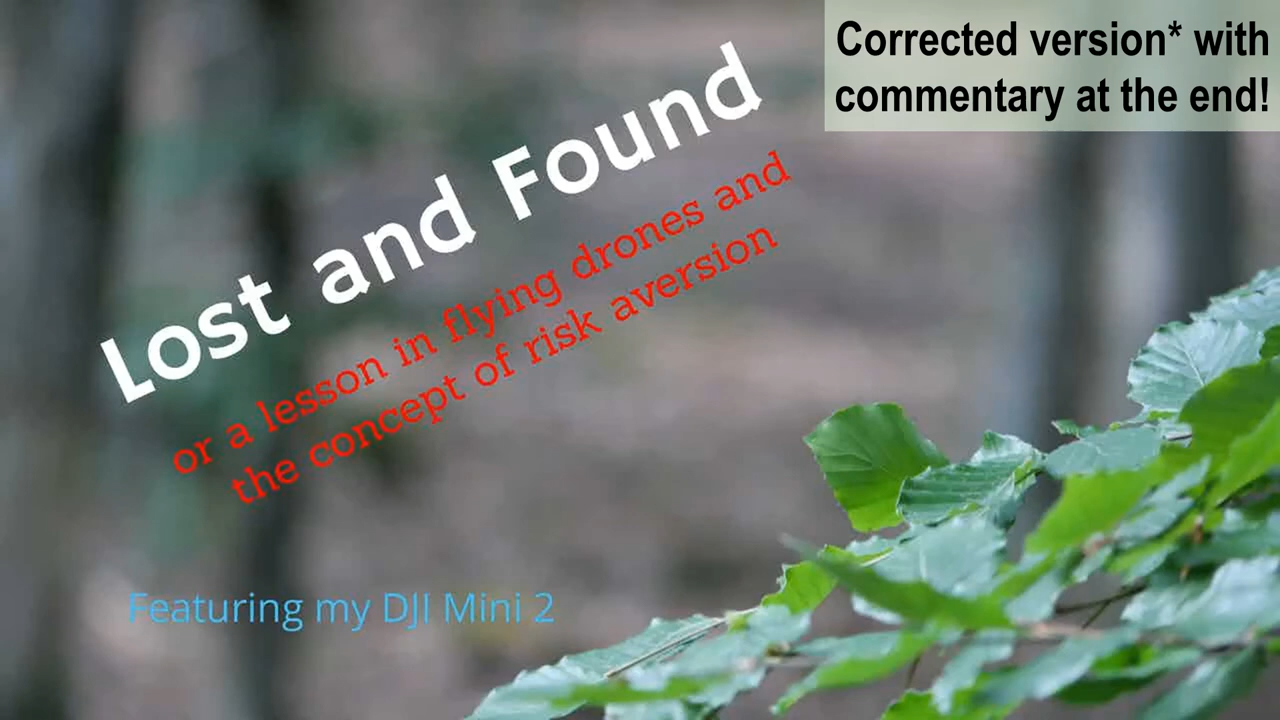 Corrected version* with
commentary at the end!
Lost and Found
or a lesson in flying drones and
the concept of risk aversion
Featuring my DJI Mini 2